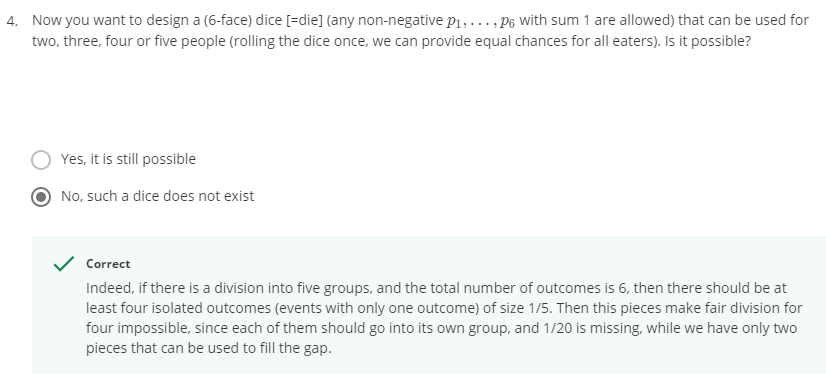 4. Now you want to design a (6-face) dice [=die] (any non-negative p₁, . . . , p₆ with sum 1 are allowed) that can be used for
two, three, four or five people (rolling the dice once, we can provide equal chances for all eaters). Is it possible?
Yes, it is still possible
No, such a dice does not exist
Correct
Indeed, if there is a division into five groups, and the total number of outcomes is 6, then there should be at
least four isolated outcomes (events with only one outcome) of size 1/5. Then this pieces make fair division for
four impossible, since each of them should go into its own group, and 1/20 is missing, while we have only two
pieces that can be used to fill the gap.